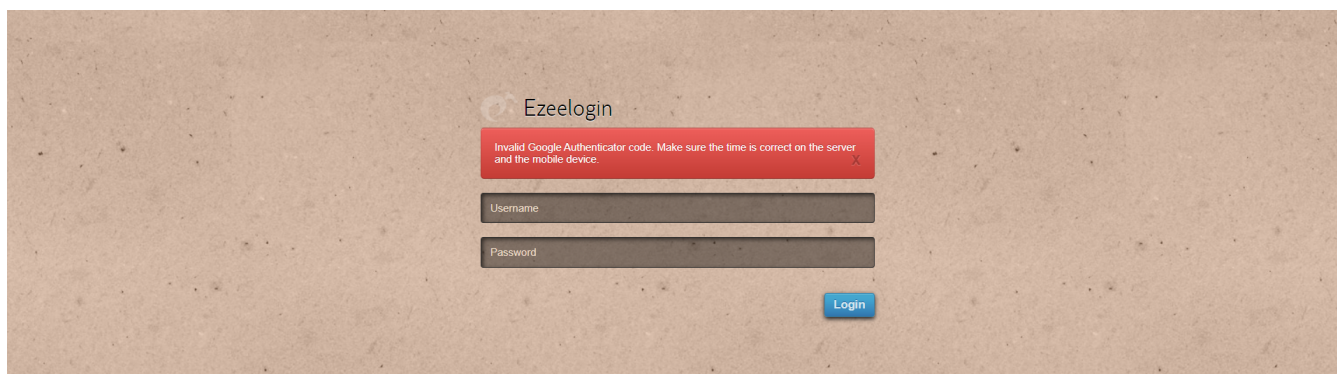 Ezeelogin
Invalid Google Authenticator code. Make sure the time is correct on the server
and the mobile device.
X
Username
Password
Login